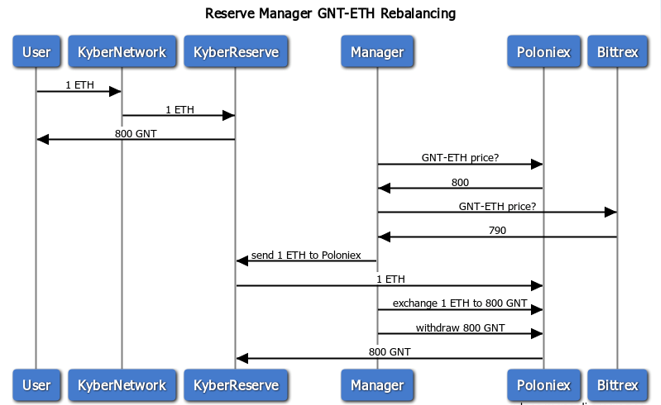 Reserve Manager GNT-ETH Rebalancing
User KyberNetwork KyberReserve Manager Poloniex Bittrex
1 ETH
1 ETH
800 GNT
GNT-ETH price?
800
GNT-ETH price?
790
send 1 ETH to Poloniex
1 ETH
exchange 1 ETH to 800 GNT
withdraw 800 GNT
800 GNT
User KyberNetwork KyberReserve Manager Poloniex Bittrex